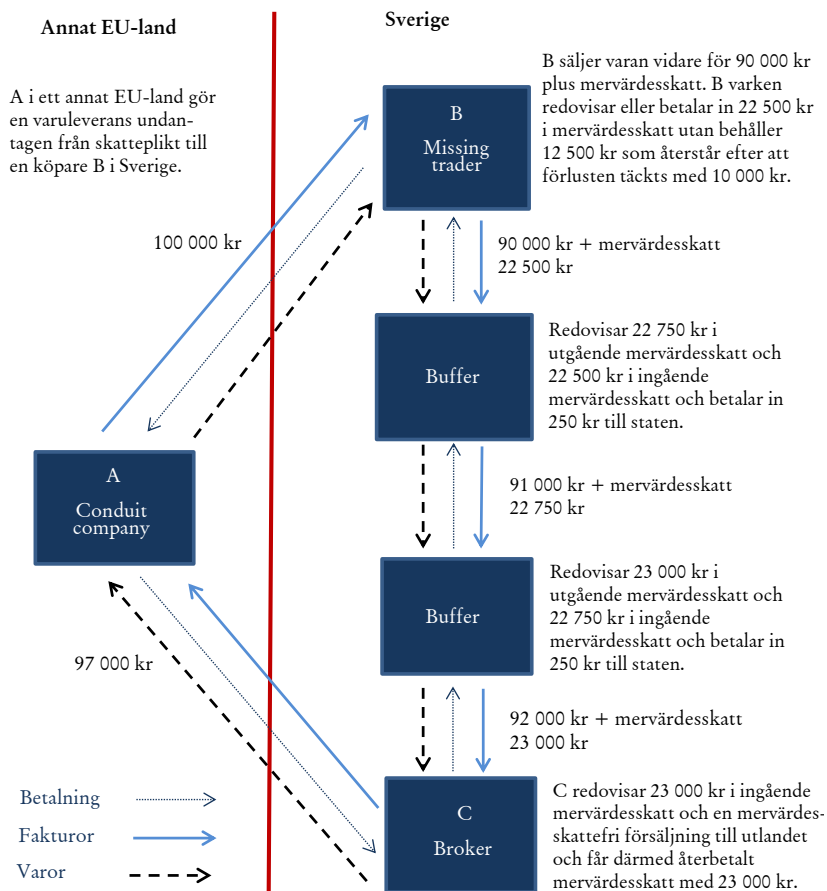 Annat EU-land
Sverige
A i ett annat EU-land gör
en varuleverans undan-
tagen från skatteplikt till
en köpare B i Sverige.
B
Missing
trader
B säljer varan vidare för 90 000 kr
plus mervärdesskatt. B varken
redovisar eller betalar in 22 500 kr
i mervärdesskatt utan behåller
12 500 kr som återstår efter att
förlusten täckts med 10 000 kr.
100 000 kr
90 000 kr + mervärdesskatt
22 500 kr
Buffer
Redovisar 22 750 kr i
utgående mervärdesskatt och
22 500 kr i ingående
mervärdesskatt och betalar in
250 kr till staten.
A
Conduit
company
91 000 kr + mervärdesskatt
22 750 kr
Buffer
Redovisar 23 000 kr i
utgående mervärdesskatt och
22 750 kr i ingående
mervärdesskatt och betalar in
250 kr till staten.
97 000 kr
92 000 kr + mervärdesskatt
23 000 kr
C
Broker
C redovisar 23 000 kr i ingående
mervärdesskatt och en mervärdes-
skattefri försäljning till utlandet
och får därmed återbetalt
mervärdesskatt med 23 000 kr.
Betalning
Fakturor
Varor